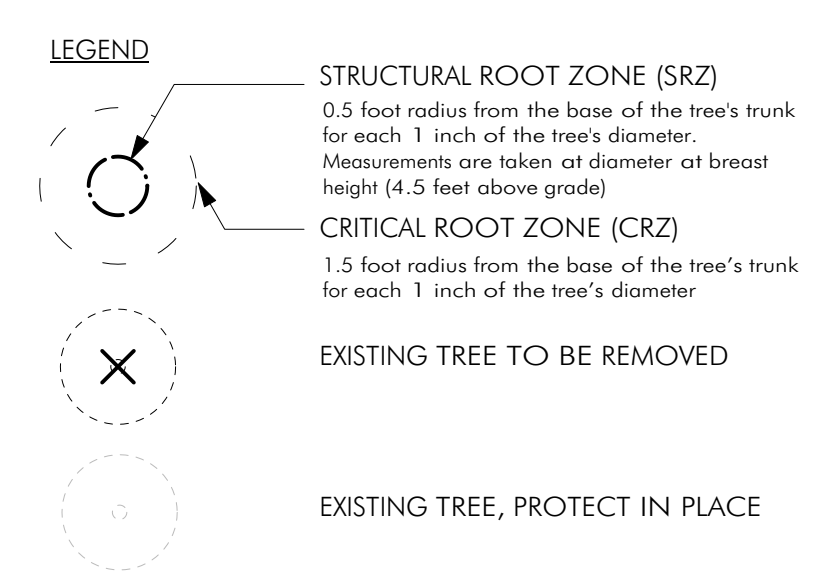 LEGEND
STRUCTURAL ROOT ZONE (SRZ)
0.5 foot radius from the base of the tree's trunk
for each 1 inch of the tree's diameter.
Measurements are taken at diameter at breast
height (4.5 feet above grade)
CRITICAL ROOT ZONE (CRZ)
1.5 foot radius from the base of the tree’s trunk
for each 1 inch of the tree’s diameter
EXISTING TREE TO BE REMOVED
EXISTING TREE, PROTECT IN PLACE